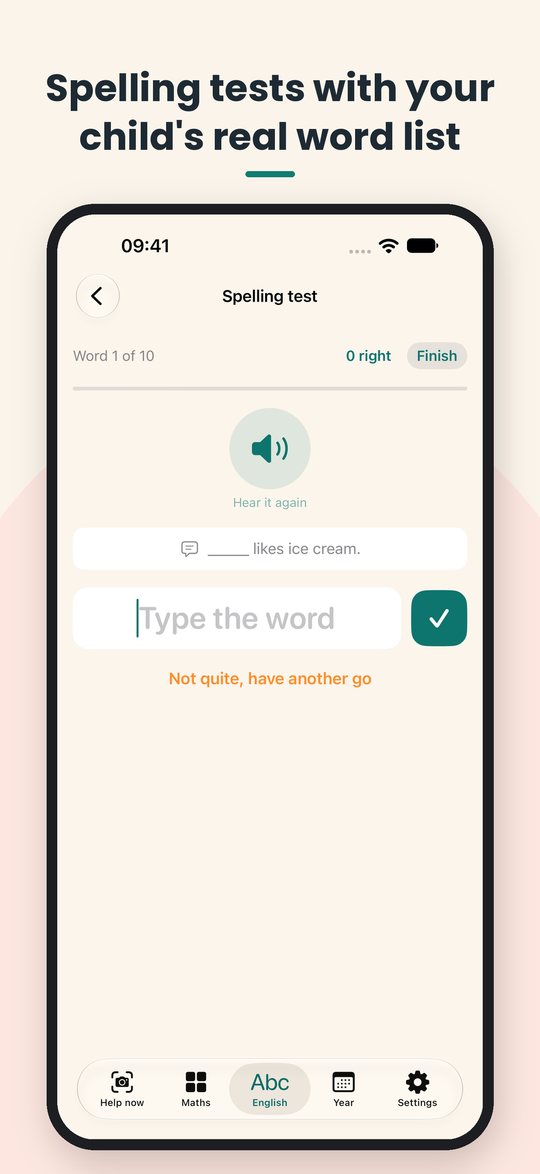 Spelling tests with your
child's real word list
09:41
Spelling test
Word 1 of 10
0 right
Finish
Hear it again
_____ likes ice cream.
Type the word
Not quite, have another go
Help now
Maths
Abc
English
Year
Settings